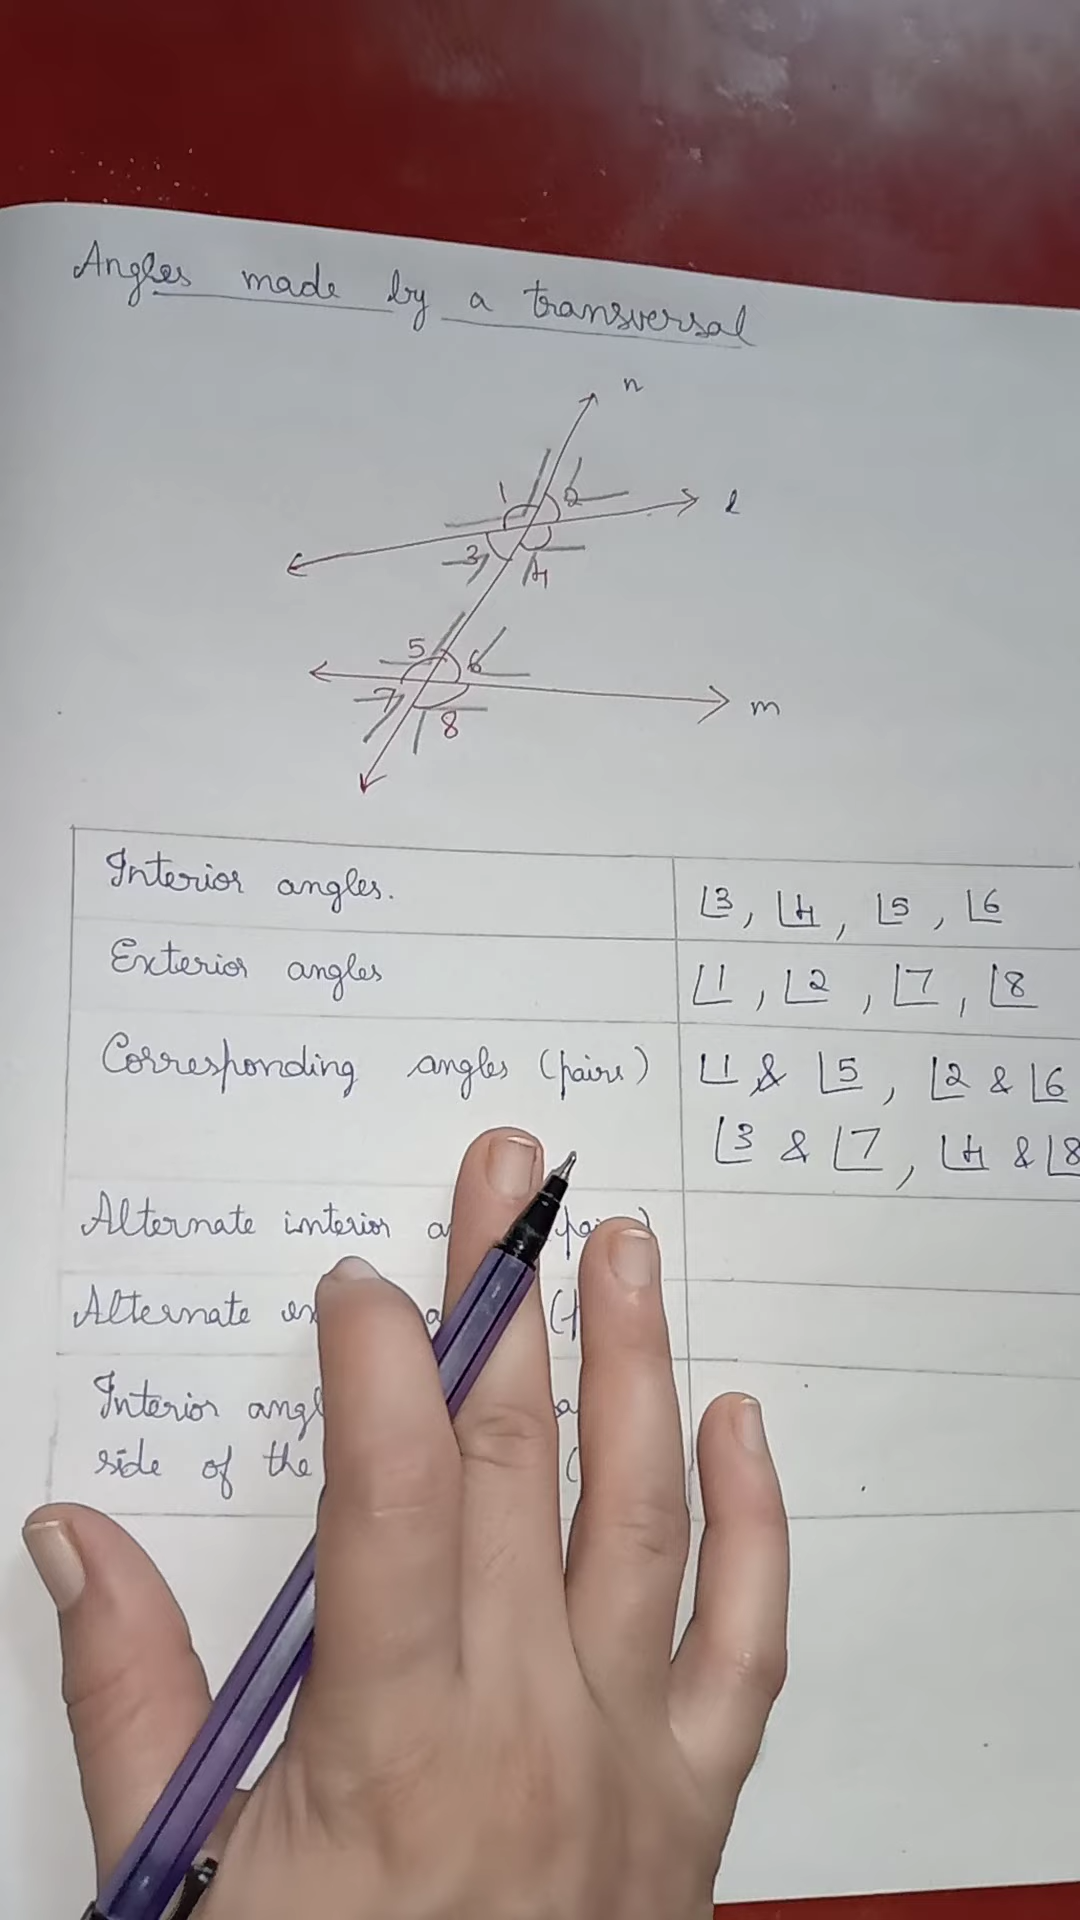 Angles made by a transversal
n
1 2 l
3 4
5 6
7 8 m
Interior angles. ∠3, ∠4, ∠5, ∠6
Exterior angles ∠1, ∠2, ∠7, ∠8
Corresponding angles (pairs) ∠1 & ∠5, ∠2 & ∠6
∠3 & ∠7, ∠4 & ∠8
Alternate interior
Alternate
Interior
side of the